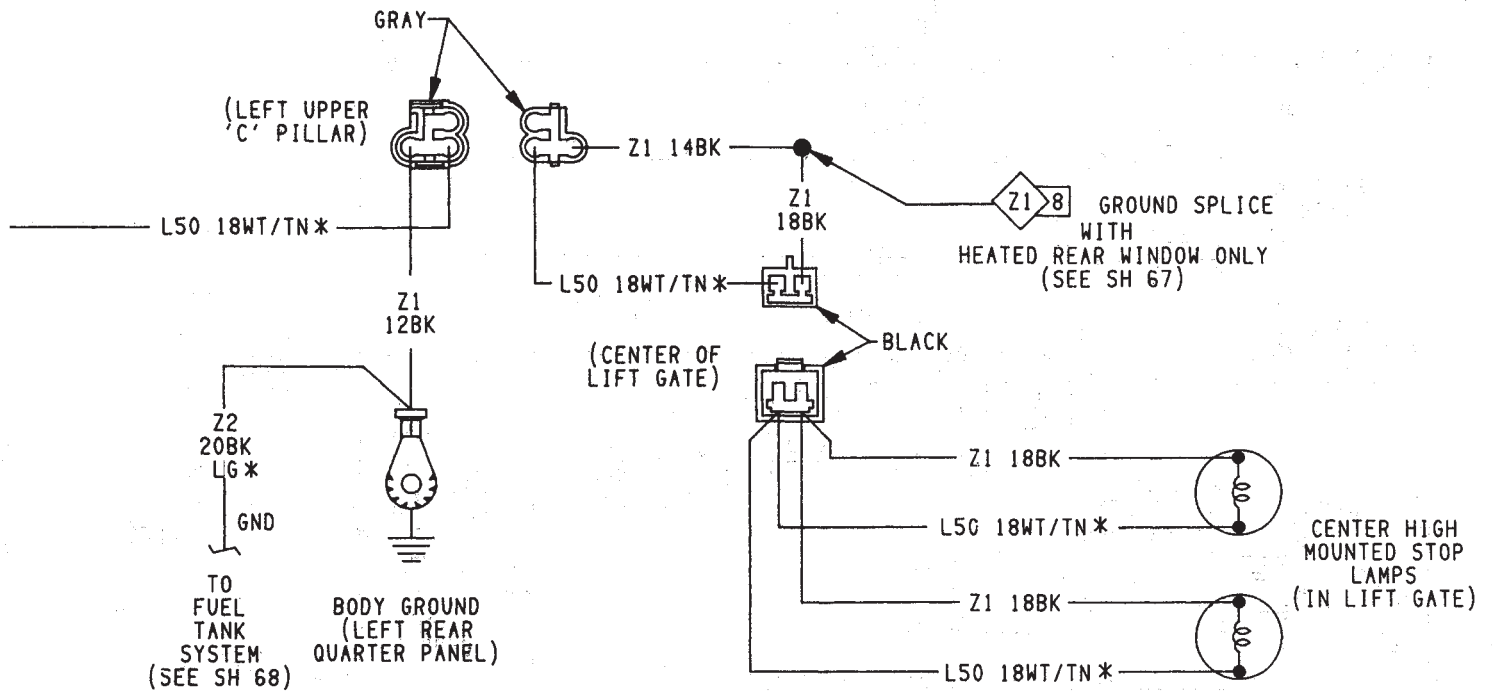 GRAY
(LEFT UPPER
'C' PILLAR)
Z1 14BK
Z1
18BK
Z1 8 GROUND SPLICE
WITH
HEATED REAR WINDOW ONLY
(SEE SH 67)
L50 18WT/TN*
L50 18WT/TN*
Z1
12BK
BLACK
(CENTER OF
LIFT GATE)
Z2
20BK
LG*
GND
TO
FUEL
TANK
SYSTEM
(SEE SH 68)
BODY GROUND
(LEFT REAR
QUARTER PANEL)
Z1 18BK
L50 18WT/TN*
Z1 18BK
L50 18WT/TN*
CENTER HIGH
MOUNTED STOP
LAMPS
(IN LIFT GATE)